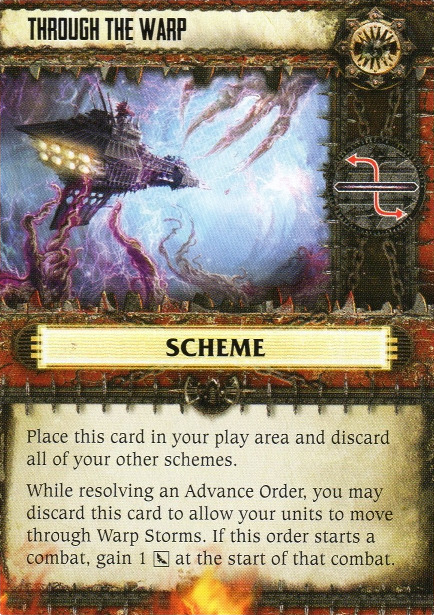 THROUGH THE WARP
SCHEME
Place this card in your play area and discard
all of your other schemes.
While resolving an Advance Order, you may
discard this card to allow your units to move
through Warp Storms. If this order starts a
combat, gain 1 at the start of that combat.